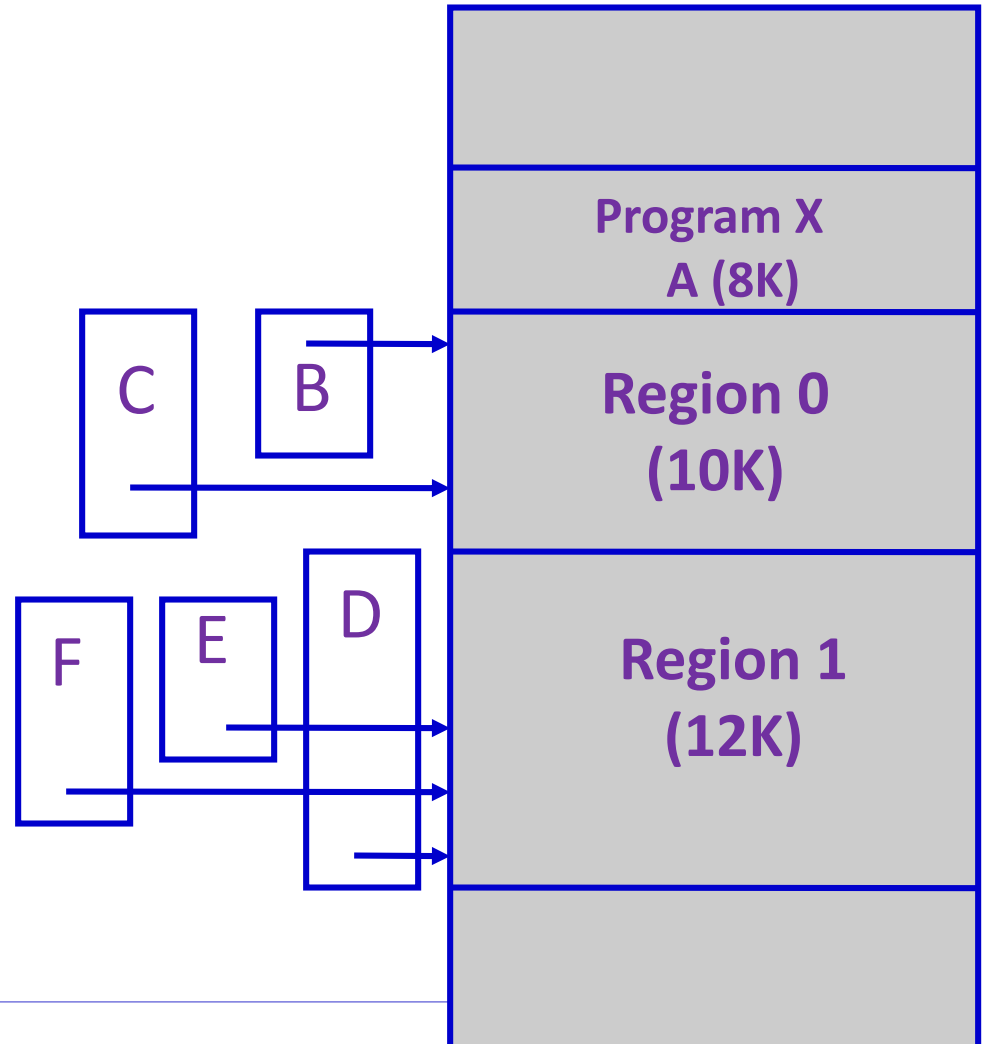 Program X
A (8K)
C
B
Region 0
(10K)
F
E
D
Region 1
(12K)